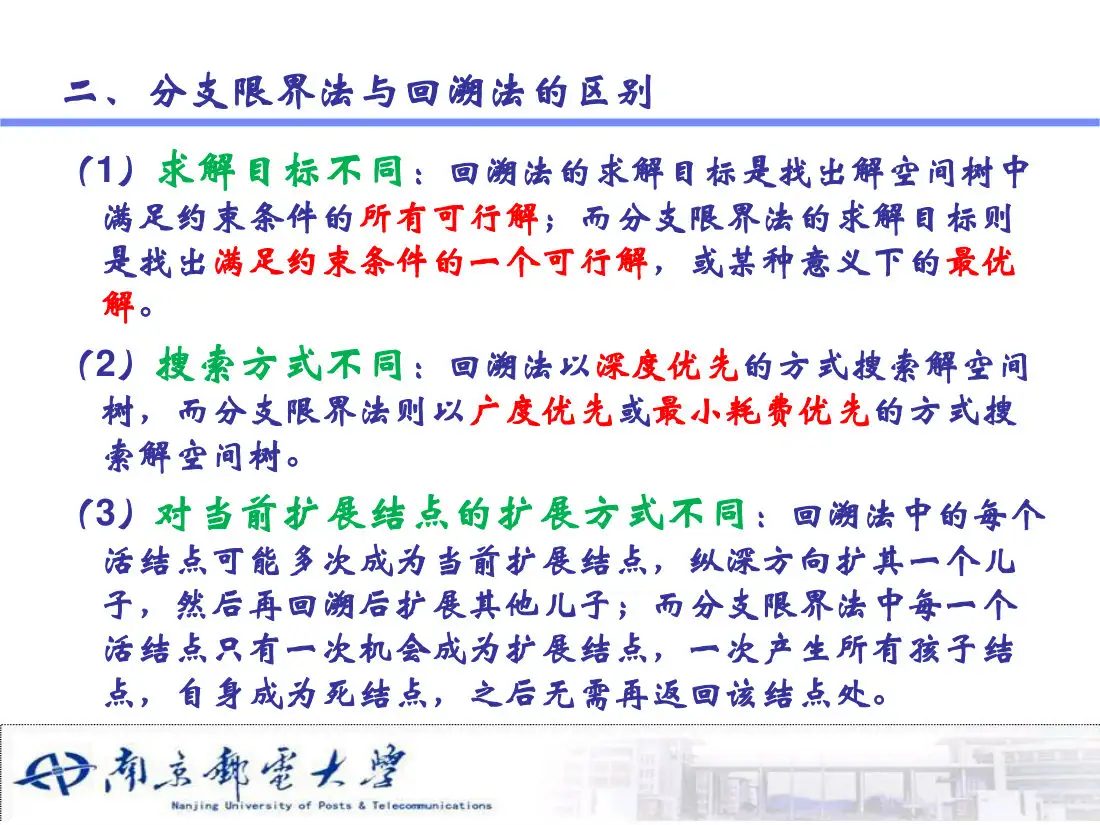 二、分支限界法与回溯法的区别
（1）求解目标不同：回溯法的求解目标是找出解空间树中
满足约束条件的所有可行解；而分支限界法的求解目标则
是找出满足约束条件的一个可行解，或某种意义下的最优
解。
（2）搜索方式不同：回溯法以深度优先的方式搜索解空间
树，而分支限界法则以广度优先或最小耗费优先的方式搜
索解空间树。
（3）对当前扩展结点的扩展方式不同：回溯法中的每个
活结点可能多次成为当前扩展结点，纵深方向扩其一个儿
子，然后再回溯后扩展其他儿子；而分支限界法中每一个
活结点只有一次机会成为扩展结点，一次产生所有孩子结
点，自身成为死结点，之后无需再返回该结点处。
南京邮电大学
Nanjing University of Posts & Telecommunications